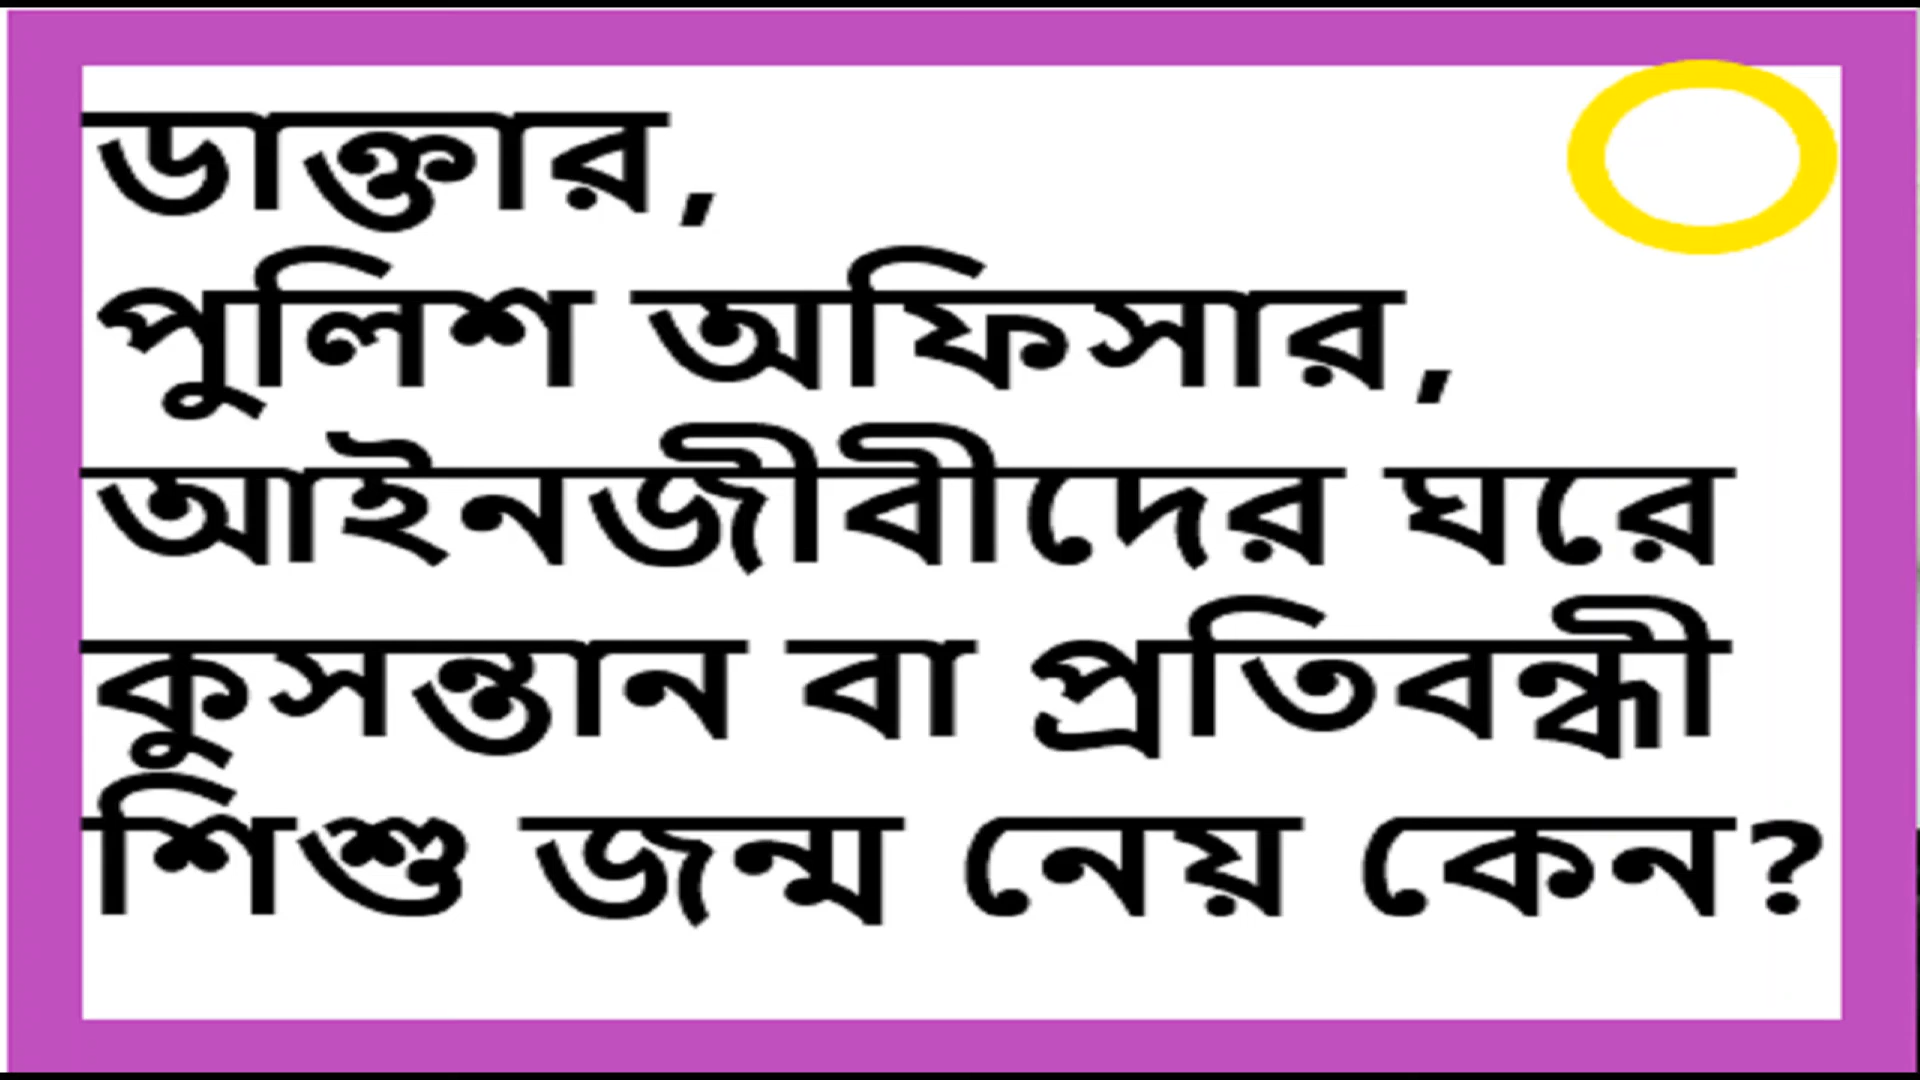 ডাক্তার,
পুলিশ অফিসার,
আইনজীবীদের ঘরে
কুসন্তান বা প্রতিবন্ধী
শিশু জন্ম নেয় কেন?